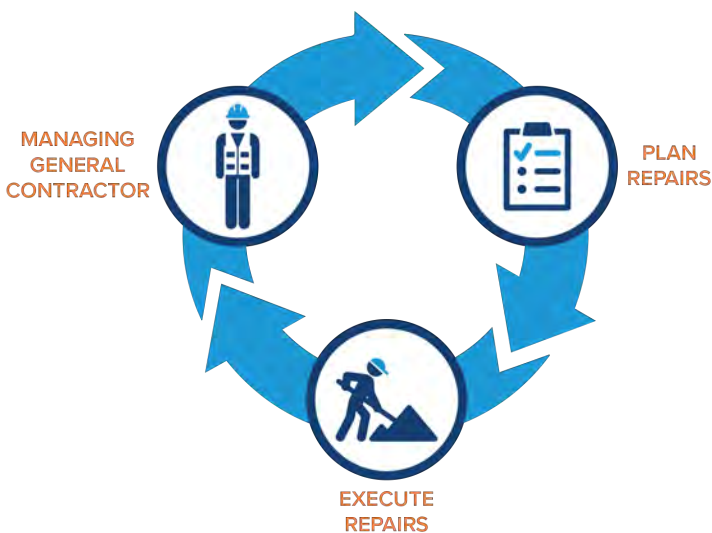 MANAGING
GENERAL
CONTRACTOR
PLAN
REPAIRS
EXECUTE
REPAIRS